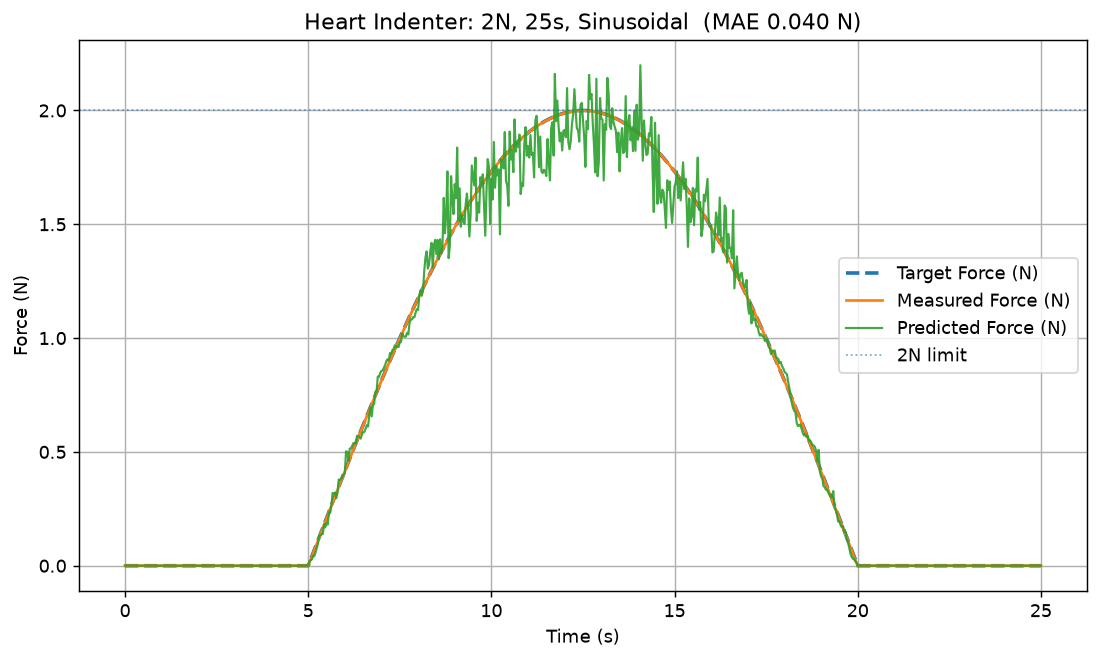 Heart Indenter: 2N, 25s, Sinusoidal (MAE 0.040 N)
Force (N)
2.0
1.5
1.0
0.5
0.0
Target Force (N)
Measured Force (N)
Predicted Force (N)
2N limit
0 5 10 15 20 25
Time (s)